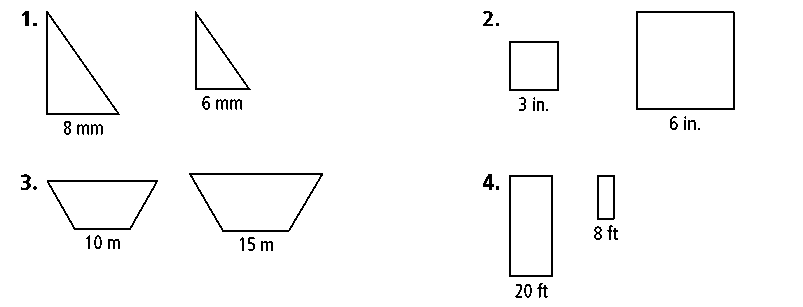 1.
8 mm
6 mm
2.
3 in.
6 in.
3.
10 m
15 m
4.
20 ft
8 ft